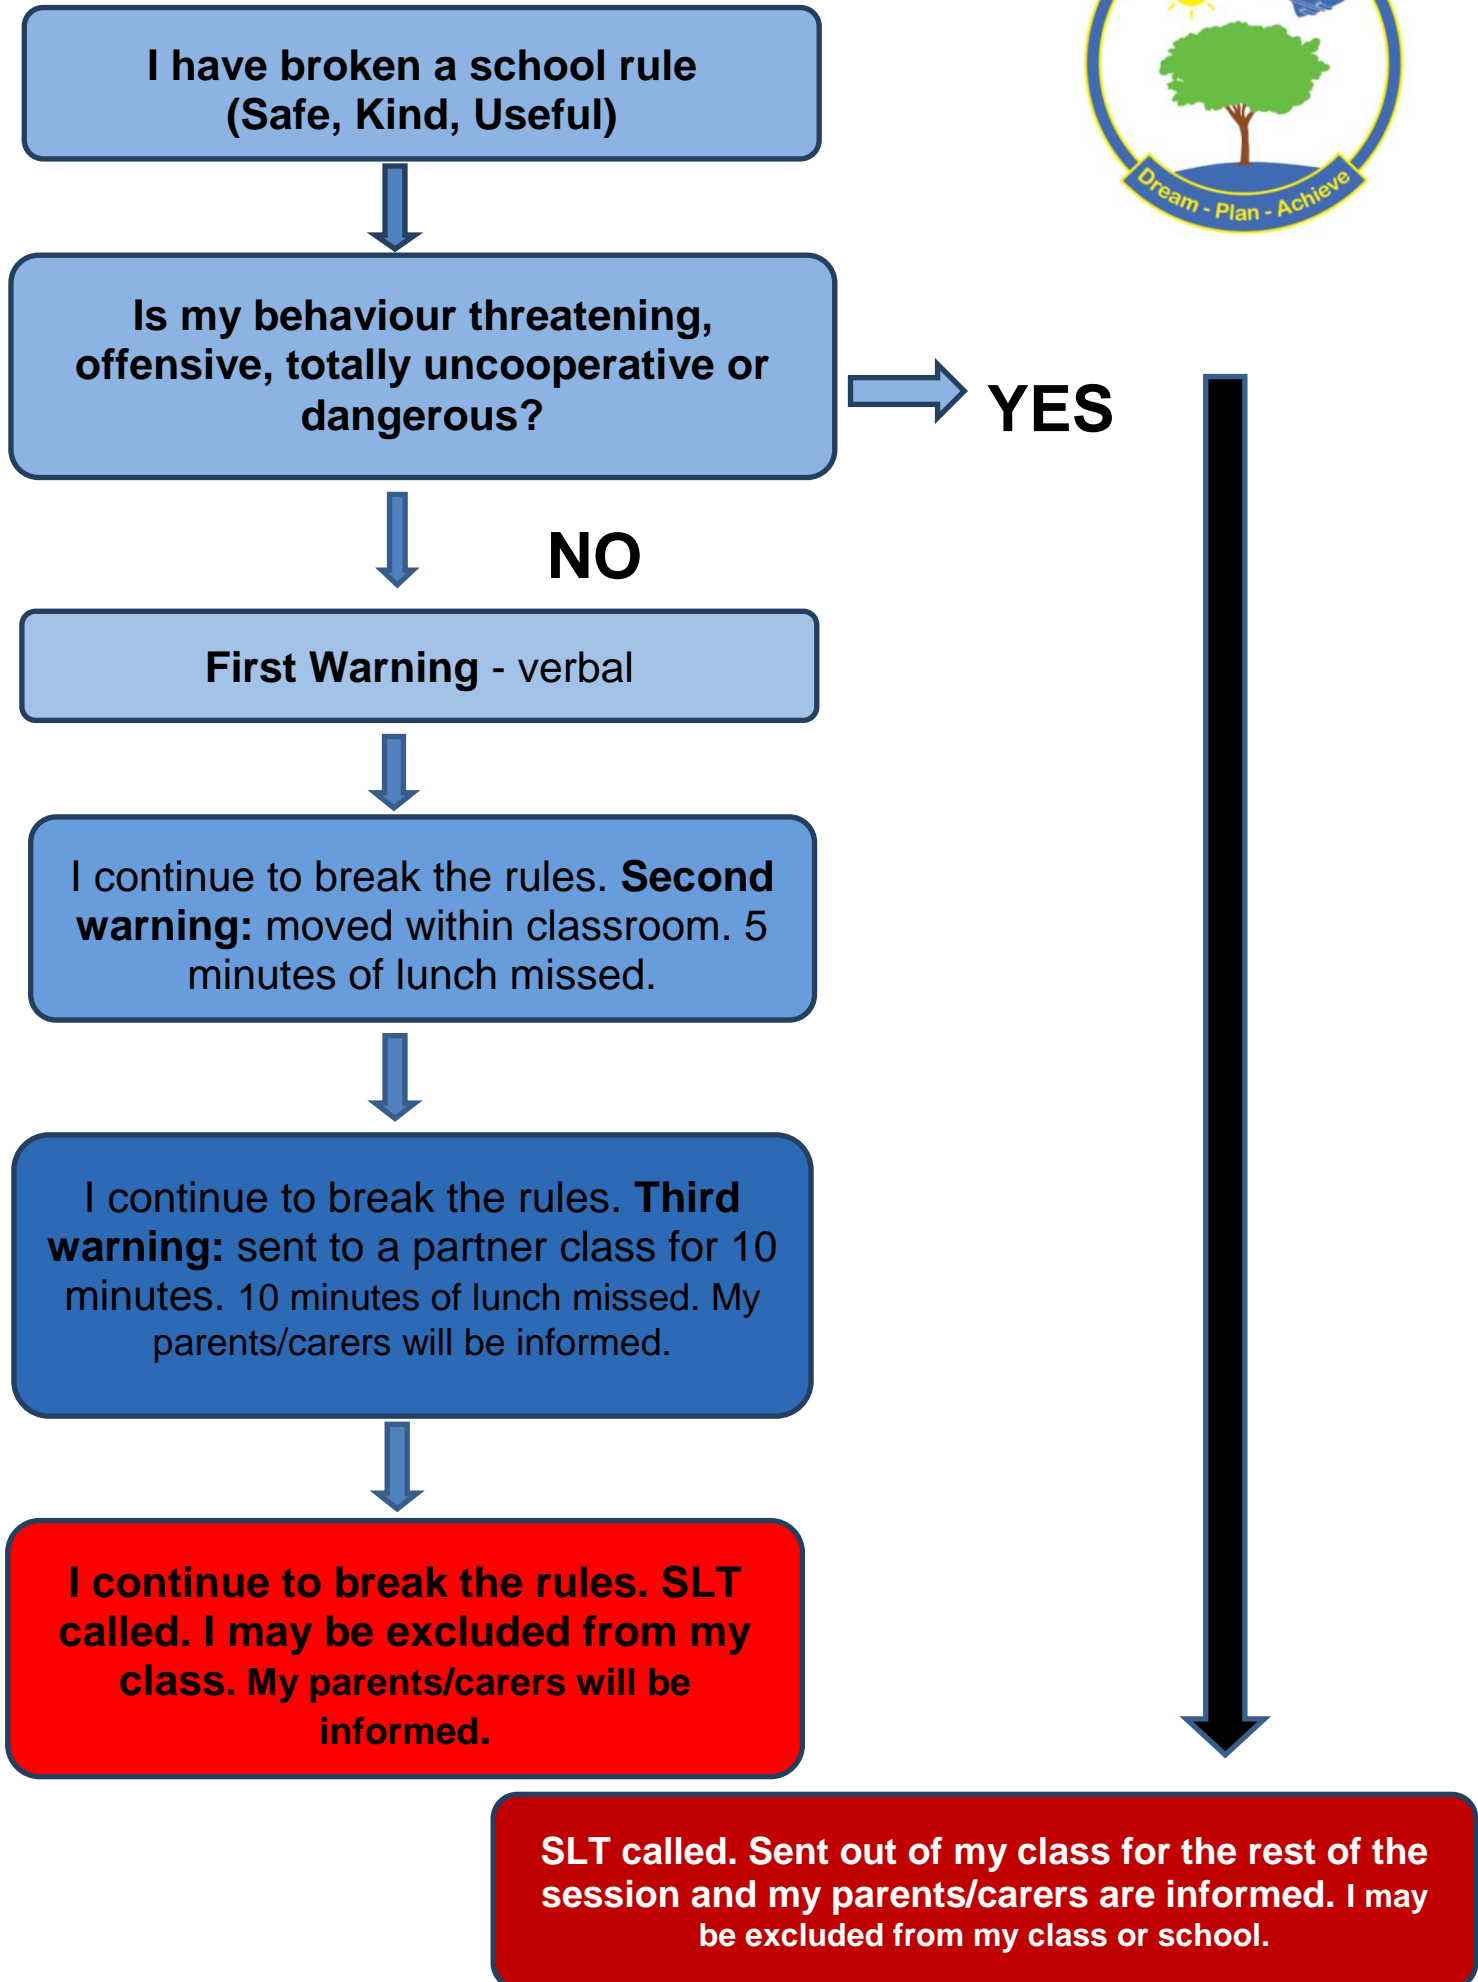 I have broken a school rule
(Safe, Kind, Useful)
Dream - Plan - Achieve
Is my behaviour threatening,
offensive, totally uncooperative or
dangerous?
YES
NO
First Warning - verbal
I continue to break the rules. Second
warning: moved within classroom. 5
minutes of lunch missed.
I continue to break the rules. Third
warning: sent to a partner class for 10
minutes. 10 minutes of lunch missed. My
parents/carers will be informed.
I continue to break the rules. SLT
called. I may be excluded from my
class. My parents/carers will be
informed.
SLT called. Sent out of my class for the rest of the
session and my parents/carers are informed. I may
be excluded from my class or school.